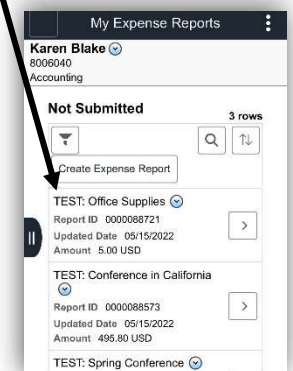 My Expense Reports
Karen Blake
8006040
Accounting
Not Submitted
3 rows
Create Expense Report
TEST: Office Supplies
Report ID 0000088721
Updated Date 05/15/2022
Amount 5.00 USD
TEST: Conference in California
Report ID 0000088573
Updated Date 05/15/2022
Amount 495.80 USD
TEST: Spring Conference